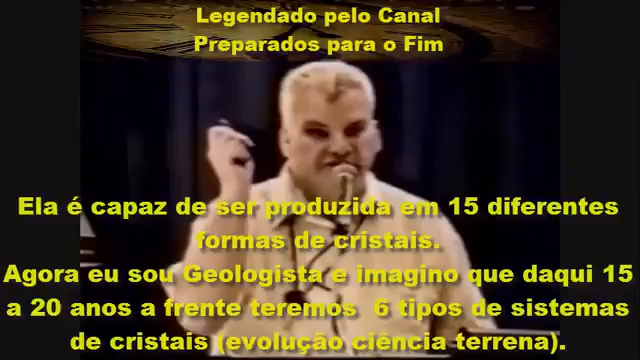 Legendado pelo Canal
Preparados para o Fim
Ela é capaz de ser produzida em 15 diferentes
formas de cristais.
Agora eu sou Geologista e imagino que daqui 15
a 20 anos a frente teremos 6 tipos de sistemas
de cristais (evolução ciência terrena).